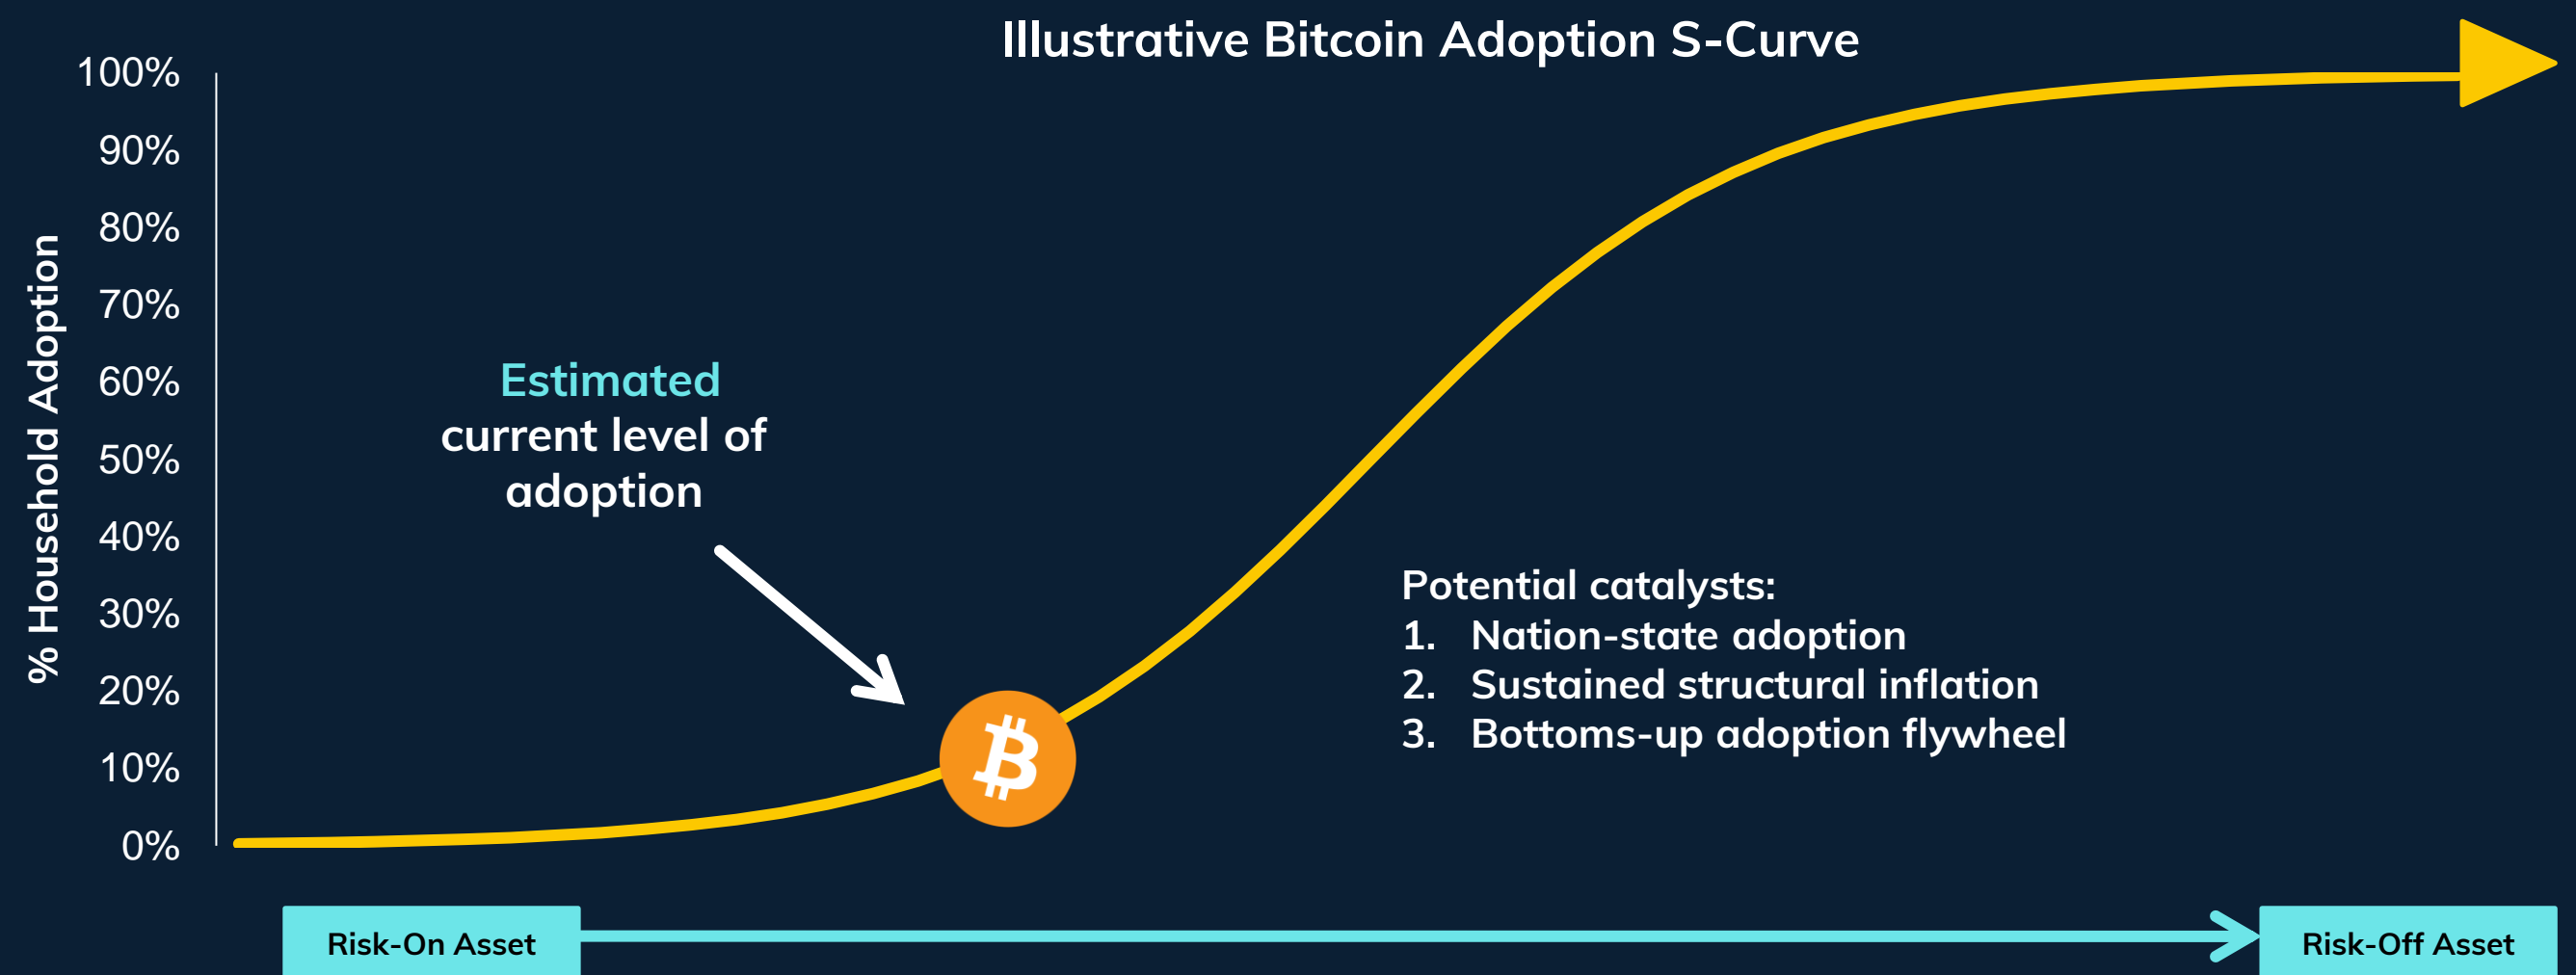 Illustrative Bitcoin Adoption S-Curve
100%
90%
80%
70%
60%
50%
40%
30%
20%
10%
0%
% Household Adoption
Estimated
current level of
adoption
Potential catalysts:
1. Nation-state adoption
2. Sustained structural inflation
3. Bottoms-up adoption flywheel
Risk-On Asset
Risk-Off Asset